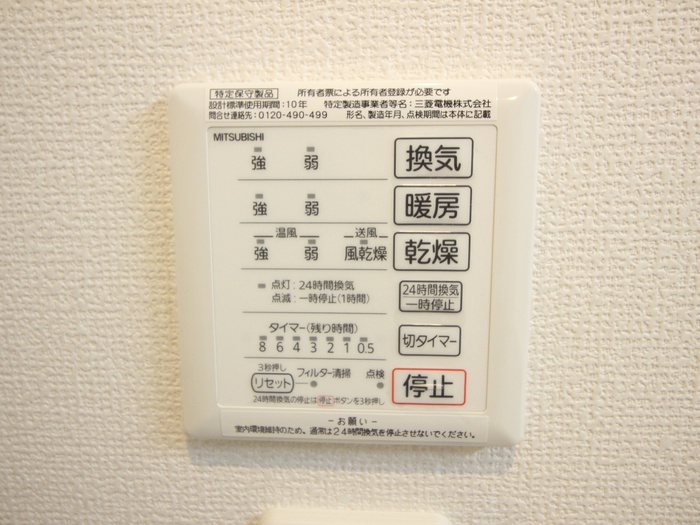 特定保守製品 所有者票による所有者登録が必要です
設計標準使用期間:10年 特定製造事業者等名:三菱電機株式会社
問合せ連絡先:0120-490-499 形名、製造年月、点検期間は本体に記載
MITSUBISHI
強 弱 換気
強 弱 暖房
温風 送風
強 弱 風乾燥 乾燥
点灯:24時間換気
点滅:一時停止(1時間)
24時間換気
一時停止
タイマー(残り時間)
8 6 4 3 2 1 0.5
切タイマー
3秒押し
リセット フィルター清掃 点検
停止
24時間換気の停止は停止ボタンを3秒押し
-お願い-
室内環境維持のため、通常は24時間換気を停止させないでください。